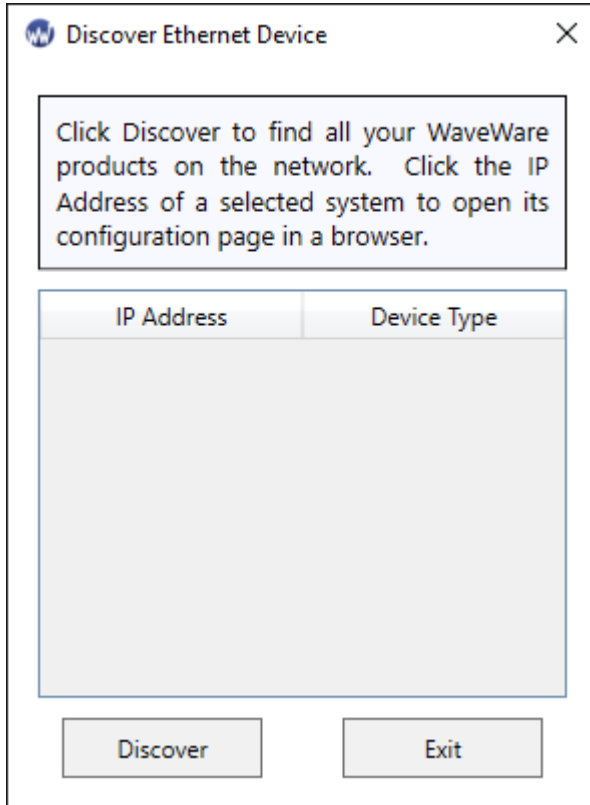 Discover Ethernet Device
Click Discover to find all your WaveWare
products on the network. Click the IP
Address of a selected system to open its
configuration page in a browser.
IP Address Device Type
Discover Exit